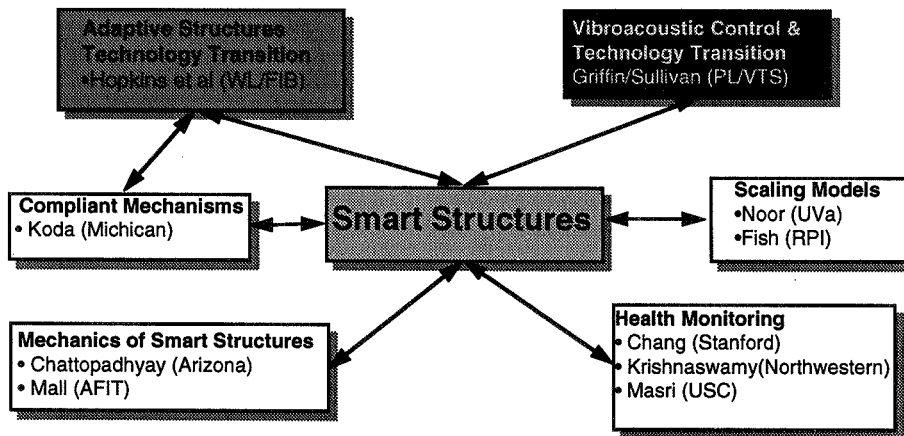 Adaptive Structures
Technology Transition
•Hopkins et al (WL/FIB)
Vibroacoustic Control &
Technology Transition
Griffin/Sullivan (PL/VTS)
Compliant Mechanisms
• Koda (Michican)
Smart Structures
Scaling Models
•Noor (UVa)
•Fish (RPI)
Mechanics of Smart Structures
• Chattopadhyay (Arizona)
• Mall (AFIT)
Health Monitoring
• Chang (Stanford)
• Krishnaswamy(Northwestern)
• Masri (USC)